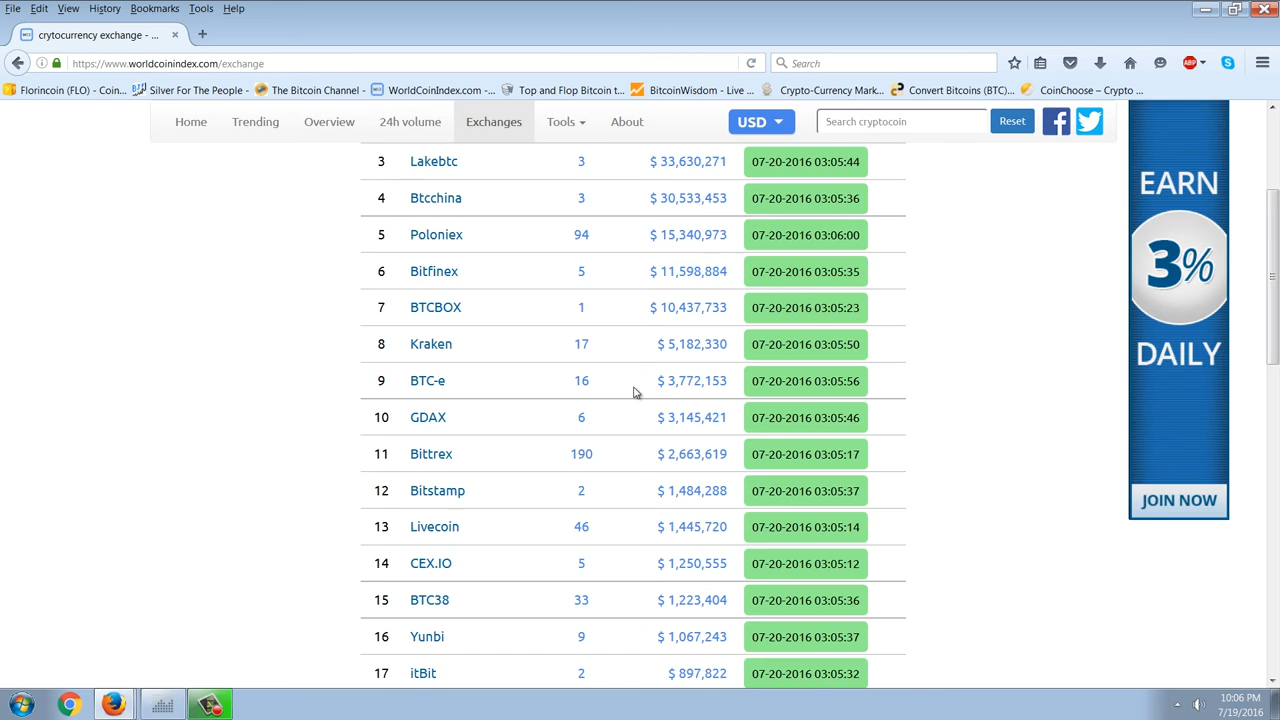 File Edit View History Bookmarks Tools Help
crytocurrency exchange - ... × +
https://www.worldcoinindex.com/exchange Search ABP
Florincoin (FLO) - Coin... Silver For The People - ... The Bitcoin Channel - ... WorldCoinIndex.com -... Top and Flop Bitcoin t... BitcoinWisdom - Live ... Crypto-Currency Mark... Convert Bitcoins (BTC)... CoinChoose – Crypto ...
Home Trending Overview 24h volume Exchanges Tools About USD Search cryptocoin Reset
3 Lakebtc 3 $ 33,630,271 07-20-2016 03:05:44
4 Btcchina 3 $ 30,533,453 07-20-2016 03:05:36
5 Poloniex 94 $ 15,340,973 07-20-2016 03:06:00
6 Bitfinex 5 $ 11,598,884 07-20-2016 03:05:35
7 BTCBOX 1 $ 10,437,733 07-20-2016 03:05:23
8 Kraken 17 $ 5,182,330 07-20-2016 03:05:50
9 BTC-e 16 $ 3,772,153 07-20-2016 03:05:56
10 GDAX 6 $ 3,145,421 07-20-2016 03:05:46
11 Bittrex 190 $ 2,663,619 07-20-2016 03:05:17
12 Bitstamp 2 $ 1,484,288 07-20-2016 03:05:37
13 Livecoin 46 $ 1,445,720 07-20-2016 03:05:14
14 CEX.IO 5 $ 1,250,555 07-20-2016 03:05:12
15 BTC38 33 $ 1,223,404 07-20-2016 03:05:36
16 Yunbi 9 $ 1,067,243 07-20-2016 03:05:37
17 itBit 2 $ 897,822 07-20-2016 03:05:32
EARN
3%
DAILY
JOIN NOW
10:06 PM
7/19/2016